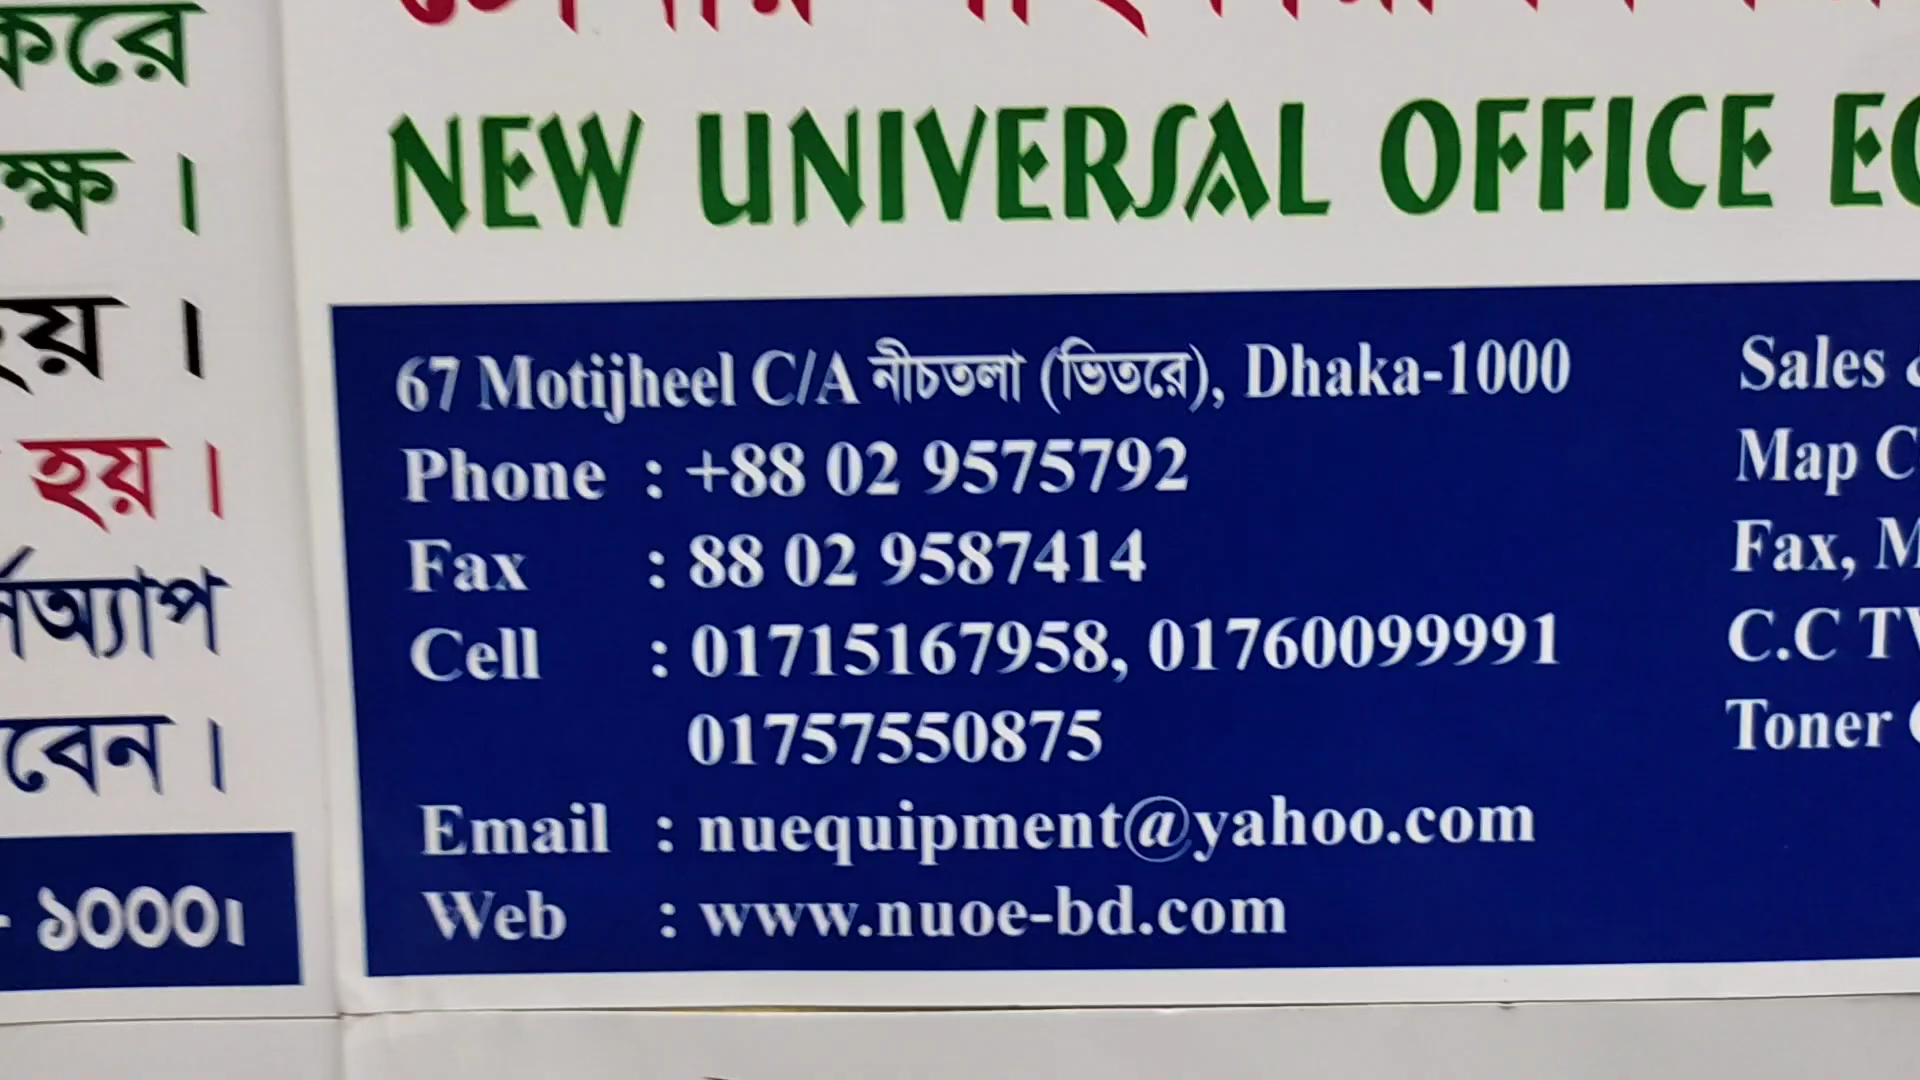 করে
ক্ষ ।
হয় ।
হয় ।
বেন ।
১০০০।
NEW UNIVERSAL OFFICE
67 Motijheel C/A নীচতলা (ভিতরে), Dhaka-1000
Phone : +88 02 9575792
Fax : 88 02 9587414
Cell : 01715167958, 01760099991
01757550875
Email : nuequipment@yahoo.com
Web : www.nuoe-bd.com
Sales
Map
Fax,
C.C
Toner